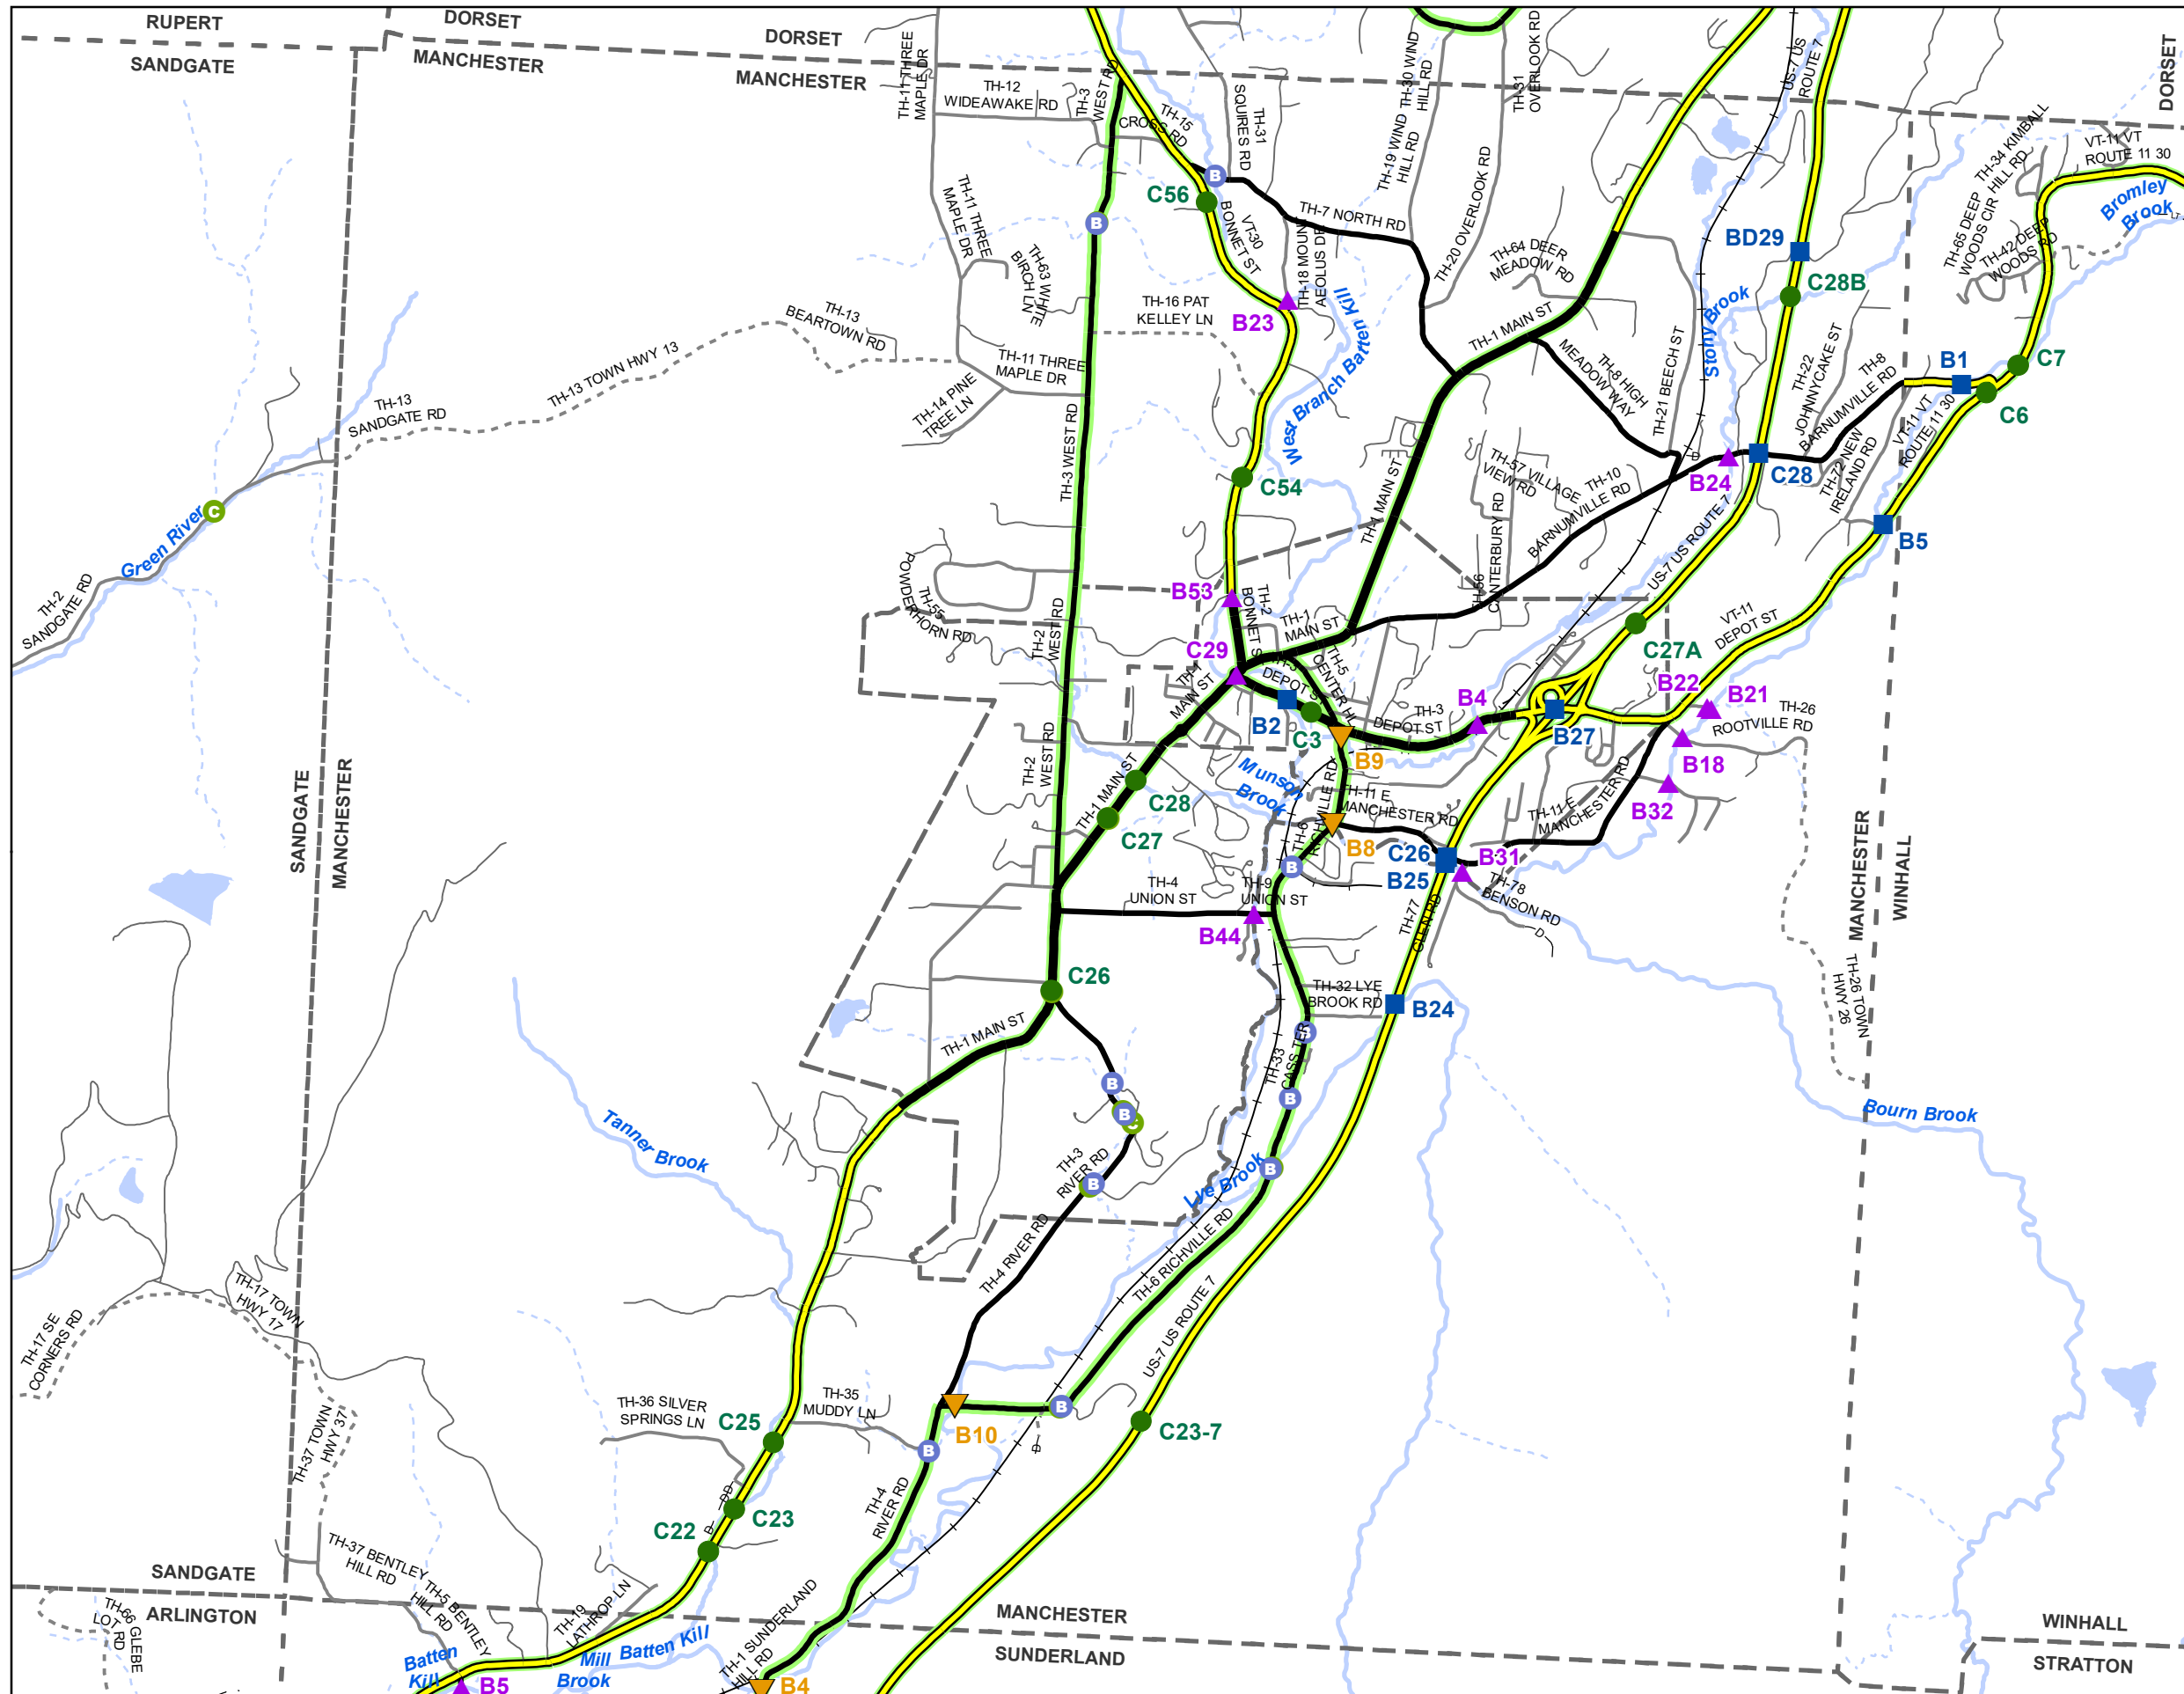 RUPERT
SANDGATE
DORSET
MANCHESTER
DORSET
MANCHESTER
TH-11 THREE
MAPLE DR
TH-12
WIDEAWAKE RD
TH-3
WEST RD
TH-15
CROSS RD
SQUIRES RD
TH-31
TH-30 WIND
HILL RD
TH-19 WIND
HILL RD
TH-31
OVERLOOK RD
US-7 US
ROUTE 7
DORSET
TH-34 KIMBALL
HILL RD
VT-11 VT
ROUTE 11 30
Bromley
Brook
TH-65 DEEP
WOODS CIR
TH-42 DEEP
WOODS RD
B
C56
B
VT-30
BONNET ST
TH-7 NORTH RD
TH-18 MOUNT
AEOLUS DR
TH-20 OVERLOOK RD
TH-64 DEER
MEADOW RD
BD29
C28B
TH-11 THREE
MAPLE DR
TH-63 WHITE
BIRCH LN
TH-16 PAT
KELLEY LN
B23
West Branch Batten Kill
TH-1 MAIN ST
Stony Brook
TH-13
BEARTOWN RD
TH-11 THREE
MAPLE DR
TH-14 PINE
TREE LN
TH-13 TOWN HWY 13
TH-13
SANDGATE RD
TH-8 HIGH
MEADOW WAY
TH-21 BEECH ST
TH-22
JOHNNYCAKE ST
TH-8
BARNUMVILLE RD
B1
C7
C6
VT-11 VT
ROUTE 11 30
TH-72 NEW
IRELAND RD
TH-3 WEST RD
C54
TH-1 MAIN ST
TH-57 VILLAGE
VIEW RD
TH-10
BARNUMVILLE RD
TH-56
CANTERBURY RD
D
B24
C28
B5
C
Green River
TH-2
SANDGATE RD
POWDERHORN RD
TH-55
TH-2
WEST RD
B53
TH-2
BONNET ST
TH-1
MAIN ST
US-7 US ROUTE 7
VT-11
DEPOT ST
C27A
C29
TH-1
MAIN ST
TH-3
DEPOT ST
TH-5
CENTER HL
B2
C3
TH-3
DEPOT ST
B4
B22
B21
TH-26
ROOTVILLE RD
B27
B9
B18
B32
TH-2
WEST RD
Munson
Brook
TH-1 MAIN ST
C28
C27
TH-6
RICHVILLE RD
TH-11 E
MANCHESTER RD
TH-11 E
MANCHESTER RD
B8
C26
B25
B31
B
SANDGATE
MANCHESTER
MANCHESTER
WINHALL
TH-4
UNION ST
TH-9
UNION ST
B44
TH-77
GLEN RD
TH-78
BENSON RD
D
C26
TH-32 LYE
BROOK RD
B24
TH-26 TOWN
HWY 26
TH-1 MAIN ST
B
TH-33
CASS TER
B
B
B
C
Bourn Brook
Tanner Brook
TH-3
RIVER RD
B
Lye Brook
B
TH-4 RIVER RD
TH-6 RICHVILLE RD
US-7 US ROUTE 7
TH-17 TOWN
HWY 17
TH-17 SE
CORNERS RD
TH-37 TOWN
HWY 37
TH-36 SILVER
SPRINGS LN
TH-35
MUDDY LN
C25
B10
B
B
D
C23-7
DD
C23
D
C22
TH-4
RIVER RD
TH-37 BENTLEY
HILL RD
TH-5 BENTLEY
HILL RD
SANDGATE
ARLINGTON
TH-66 GLEBE
LOT RD
TH-19
LATHROP LN
TH-1 SUNDERLAND
HILL RD
MANCHESTER
SUNDERLAND
WINHALL
STRATTON
Batten
Kill
Mill
Brook
Batten Kill
B5
B4